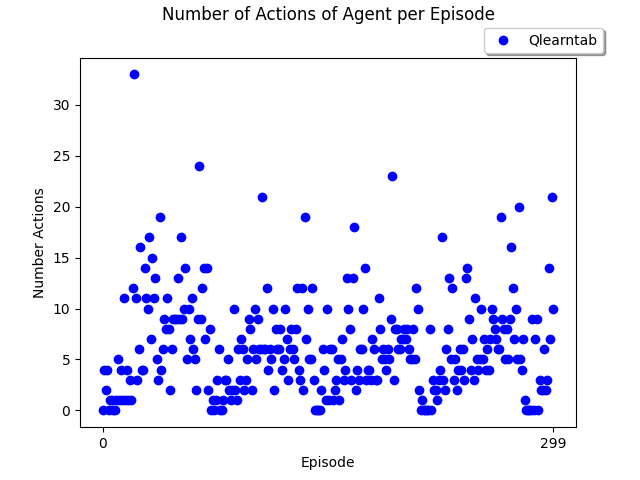 Number of Actions of Agent per Episode
Qlearntab
30
25
20
15
10
5
0
Number Actions
0 299
Episode